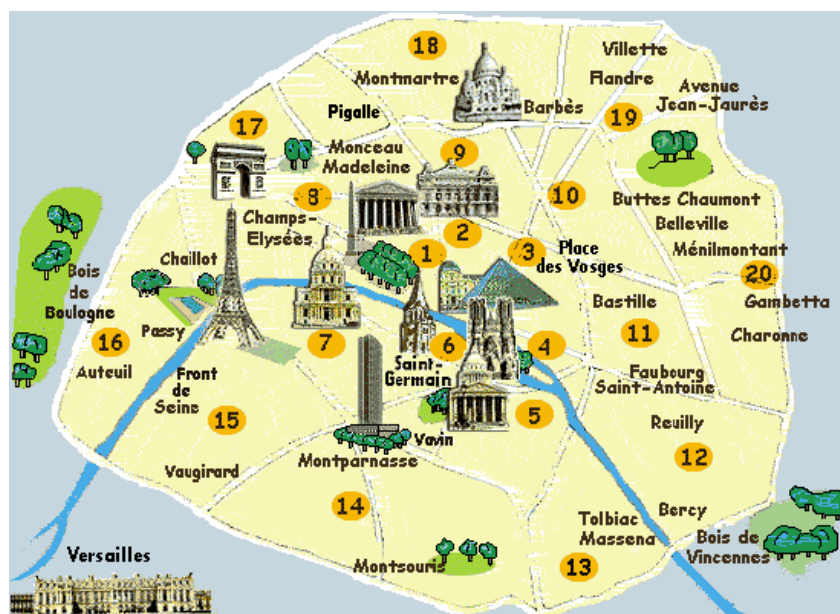 18
Villette
Montmartre
Flandre
Avenue
Jean-Jaurès
Pigalle
Barbès
17
19
Monceau
9
Madeleine
8
10
Buttes Chaumont
Champs-
Elysées
2
Belleville
Chaillot
1
3
Place
des Vosges
Ménilmontant
Bois
de
Boulogne
20
Gambetta
Bastille
Passy
16
7
6
4
11
Charonne
Auteuil
Front
de
Seine
Saint-
Germain
Faubourg
Saint-Antoine
15
5
Reuilly
Vavin
12
Vaugirard
Montparnasse
14
Bercy
Tolbiac
Massena
Bois de
Vincennes
Versailles
Montsouris
13